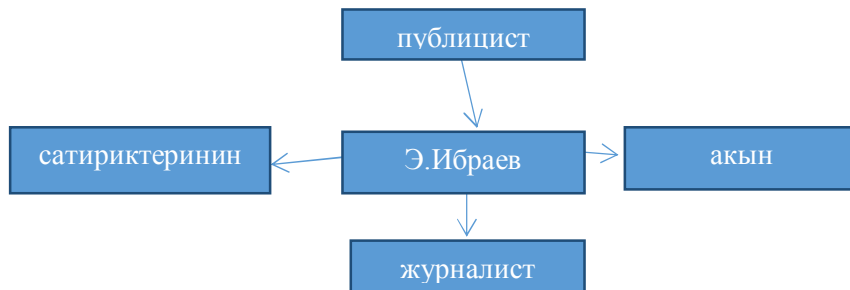 публицист
сатириктеринин
Э.Ибраев
акын
журналист